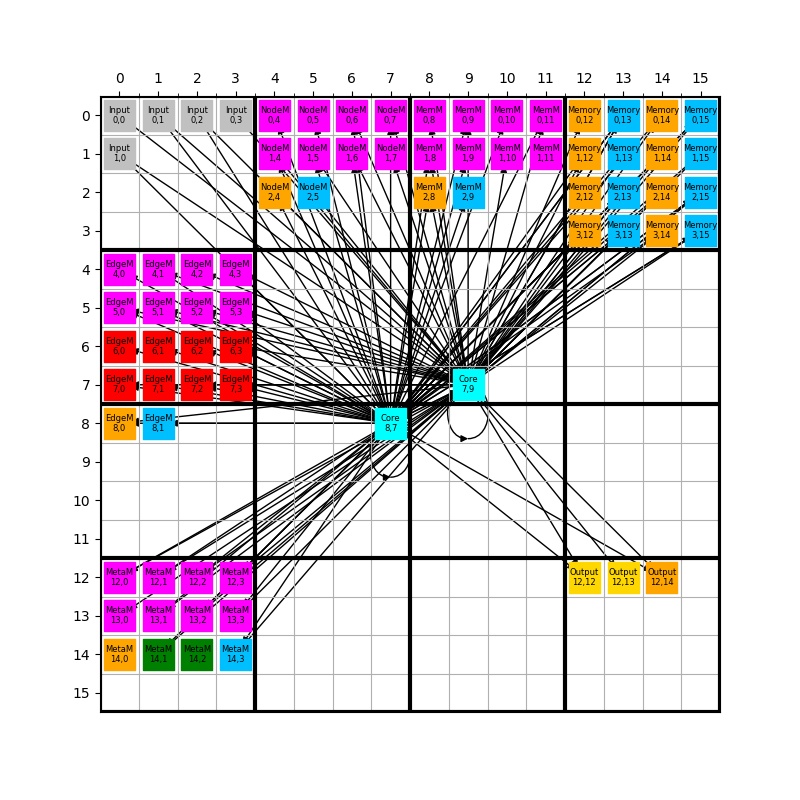 0 1 2 3 4 5 6 7 8 9 10 11 12 13 14 15
0 Input Input Input Input NodeM NodeM NodeM NodeM MemM MemM MemM MemM Memory Memory Memory Memory
0,0 0,1 0,2 0,3 0,4 0,5 0,6 0,7 0,8 0,9 0,10 0,11 0,12 0,13 0,14 0,15
1 Input NodeM NodeM NodeM NodeM MemM MemM MemM MemM Memory Memory Memory Memory
1,0 1,4 1,5 1,6 1,7 1,8 1,9 1,10 1,11 1,12 1,13 1,14 1,15
2 NodeM NodeM MemM MemM Memory Memory Memory Memory
2,4 2,5 2,8 2,9 2,12 2,13 2,14 2,15
3 Memory Memory Memory Memory
3,12 3,13 3,14 3,15
4 EdgeM EdgeM EdgeM EdgeM
4,0 4,1 4,2 4,3
5 EdgeM EdgeM EdgeM EdgeM
5,0 5,1 5,2 5,3
6 EdgeM EdgeM EdgeM EdgeM
6,0 6,1 6,2 6,3
7 EdgeM EdgeM EdgeM EdgeM Core
7,0 7,1 7,2 7,3 7,9
8 EdgeM EdgeM Core
8,0 8,1 8,7
9
10
11
12 MetaM MetaM MetaM MetaM Output Output Output
12,0 12,1 12,2 12,3 12,12 12,13 12,14
13 MetaM MetaM MetaM MetaM
13,0 13,1 13,2 13,3
14 MetaM MetaM MetaM MetaM
14,0 14,1 14,2 14,3
15